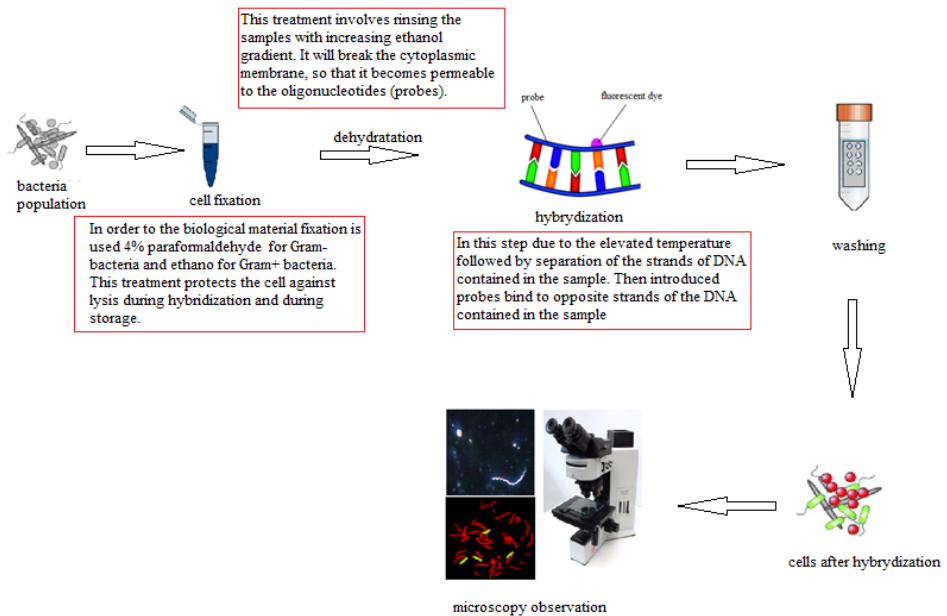 This treatment involves rinsing the
samples with increasing ethanol
gradient. It will break the cytoplasmic
membrane, so that it becomes permeable
to the oligonucleotides (probes).
bacteria
population
cell fixation
dehydratation
In order to the biological material fixation is
used 4% paraformaldehyde for Gram-
bacteria and ethano for Gram+ bacteria.
This treatment protects the cell against
lysis during hybridization and during
storage.
probe
fluorescent dye
hybrydization
In this step due to the elevated temperature
followed by separation of the strands of DNA
contained in the sample. Then introduced
probes bind to opposite strands of the DNA
contained in the sample
washing
cells after hybrydization
microscopy observation